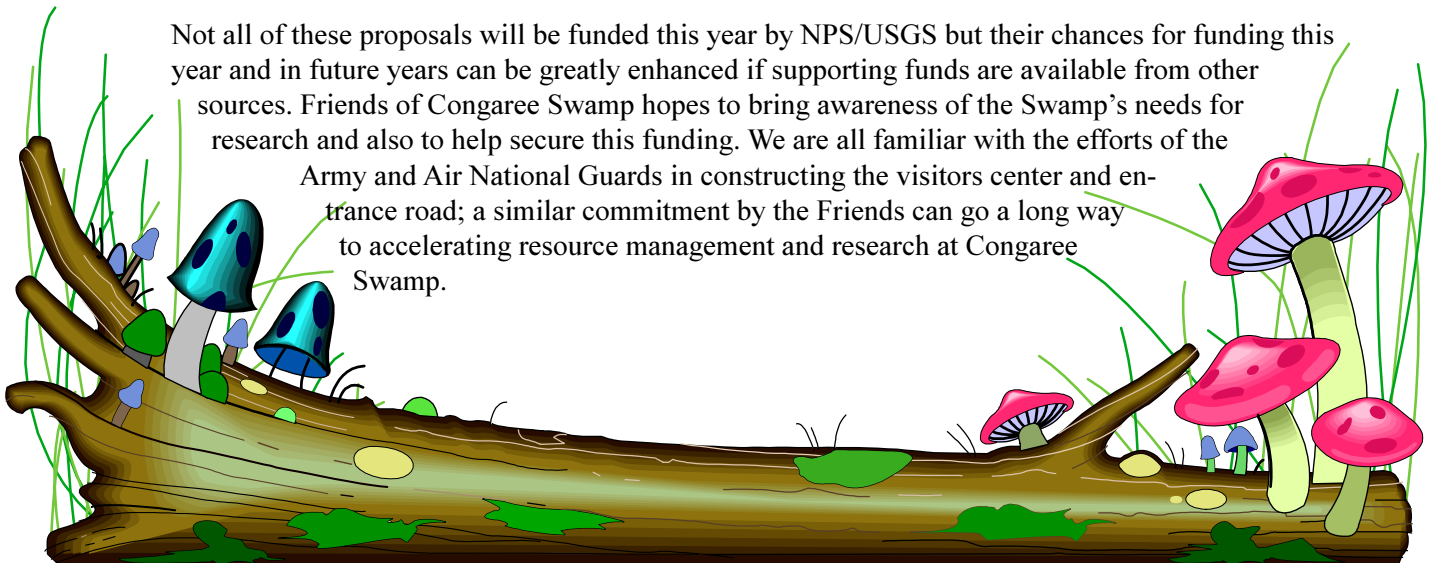 Not all of these proposals will be funded this year by NPS/USGS but their chances for funding this
year and in future years can be greatly enhanced if supporting funds are available from other
sources. Friends of Congaree Swamp hopes to bring awareness of the Swamp’s needs for
research and also to help secure this funding. We are all familiar with the efforts of the
Army and Air National Guards in constructing the visitors center and en-
trance road; a similar commitment by the Friends can go a long way
to accelerating resource management and research at Congaree
Swamp.